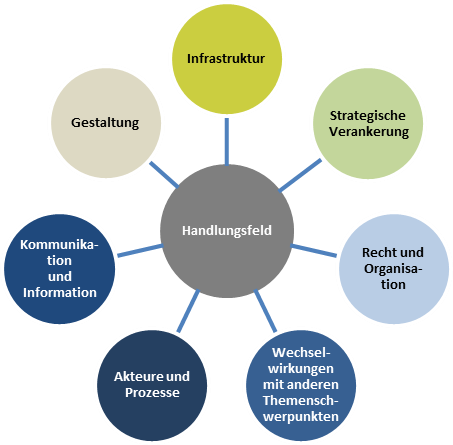 Infrastruktur
Strategische
Verankerung
Recht und
Organisa-
tion
Wechsel-
wirkungen
mit anderen
Themensch-
werpunkten
Akteure und
Prozesse
Kommunika-
tion
und
Information
Gestaltung
Handlungsfeld